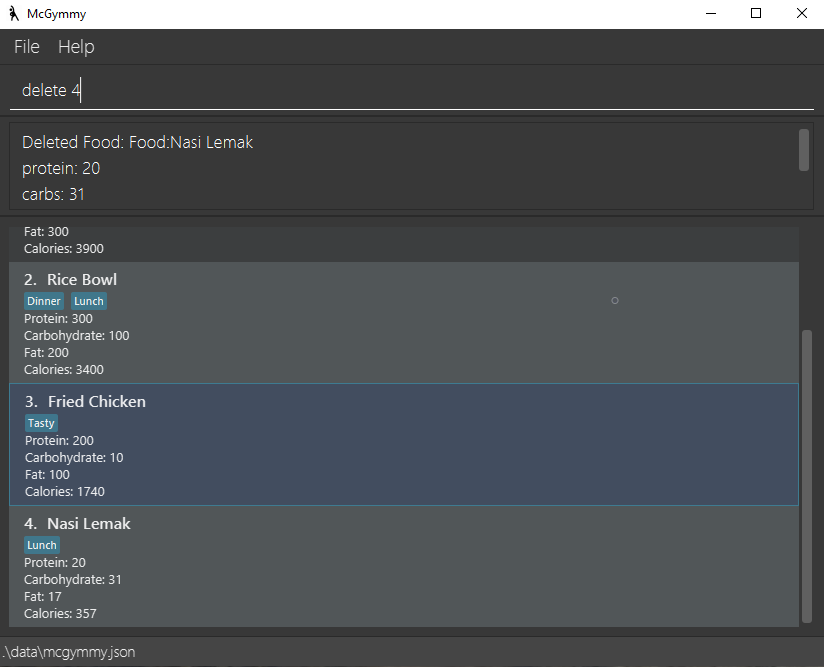 McGymmy
File Help
delete 4
Deleted Food: Food:Nasi Lemak
protein: 20
carbs: 31
Fat: 300
Calories: 3900
2. Rice Bowl
Dinner Lunch
Protein: 300
Carbohydrate: 100
Fat: 200
Calories: 3400
3. Fried Chicken
Tasty
Protein: 200
Carbohydrate: 10
Fat: 100
Calories: 1740
4. Nasi Lemak
Lunch
Protein: 20
Carbohydrate: 31
Fat: 17
Calories: 357
.\data\mcgymmy.json